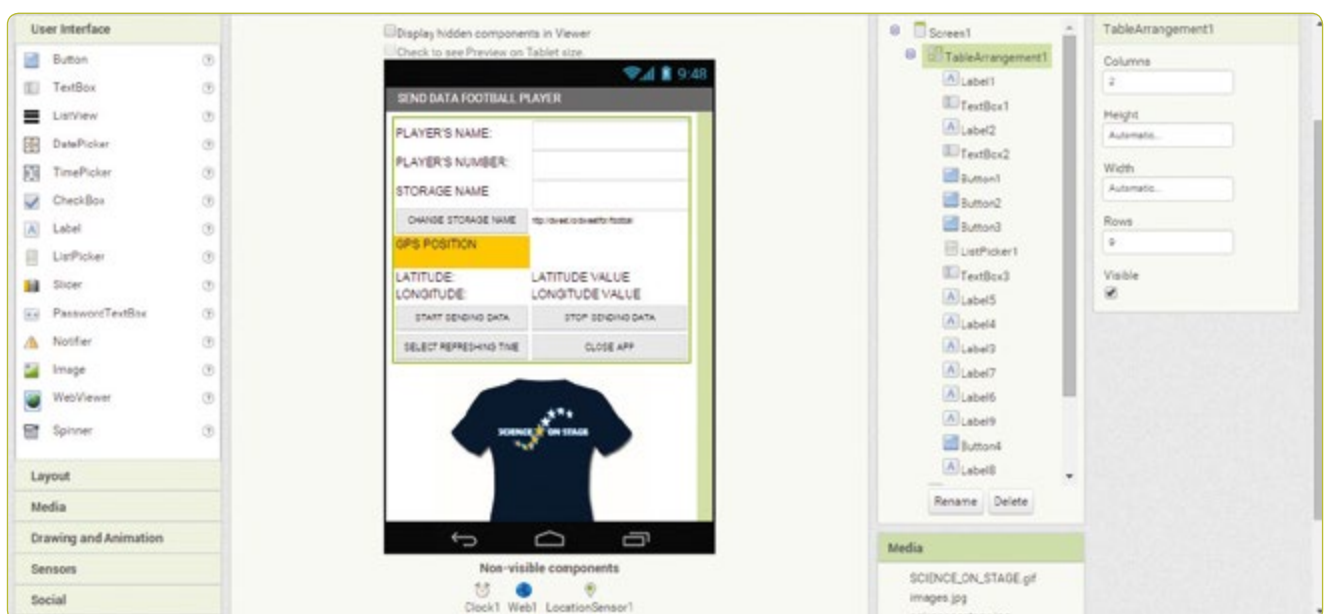 User Interface
Button
TextBox
ListView
DatePicker
TimePicker
CheckBox
Label
ListPicker
Slicer
PasswordTextBox
Notifier
Image
WebViewer
Spinner
Layout
Media
Drawing and Animation
Sensors
Social
Display hidden components in Viewer
Check to see Preview on Tablet size.
9:48
SEND DATA FOOTBALL PLAYER
PLAYER'S NAME:
PLAYER'S NUMBER:
STORAGE NAME
CHANGE STORAGE NAME
GPS POSITION
LATITUDE: LATITUDE VALUE
LONGITUDE: LONGITUDE VALUE
START SENDING DATA STOP SENDING DATA
SELECT REFRESHING TIME CLOSE APP
SCIENCE ON STAGE
Non-visible components
Clock1 Web1 LocationSensor1
Screen1
TableArrangement1
Label1
TextBox1
Label2
TextBox2
Button1
Button2
Button3
ListPicker1
TextBox3
Label5
Label4
Label3
Label7
Label6
Label9
Button4
Label8
Rename Delete
Media
SCIENCE_ON_STAGE.gif
images.jpg
TableArrangement1
Columns
2
Height
Automatic...
Width
Automatic...
Rows
9
Visible